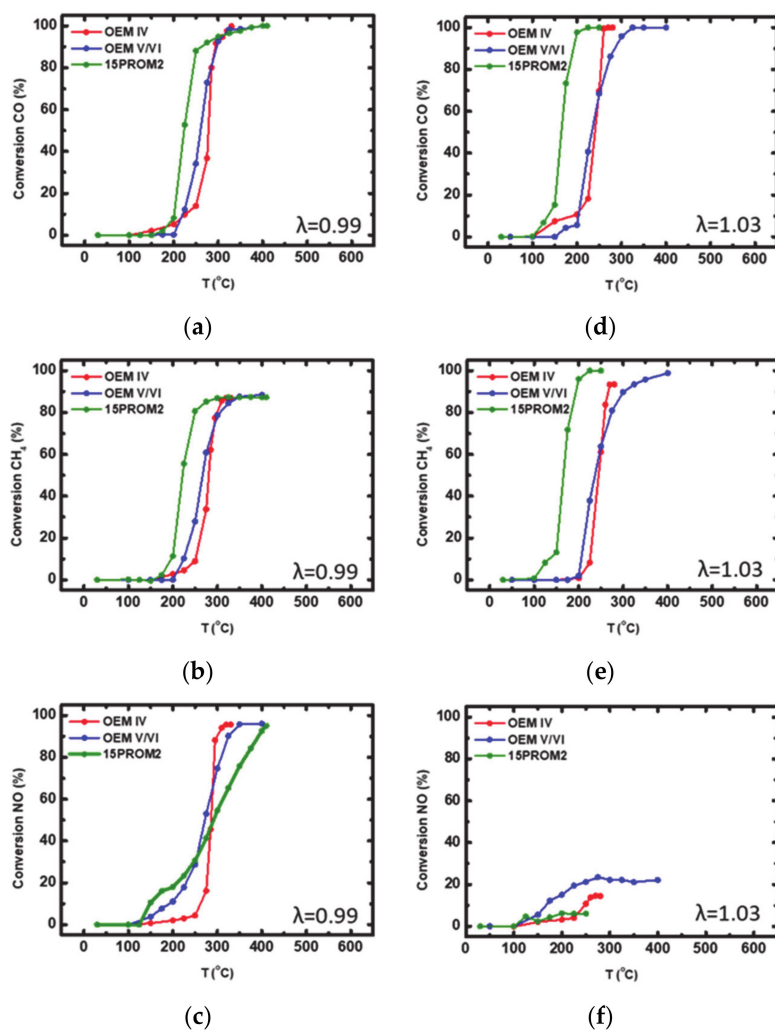 100
80
60
40
20
0
Conversion CO (%)
OEM IV
OEM V/VI
15PROM2
λ=0.99
0 100 200 300 400 500 600
T (°C)
(a)
100
80
60
40
20
0
Conversion CO (%)
OEM IV
OEM V/VI
15PROM2
λ=1.03
0 100 200 300 400 500 600
T (°C)
(d)
100
80
60
40
20
0
Conversion CH₄ (%)
OEM IV
OEM V/VI
15PROM2
λ=0.99
0 100 200 300 400 500 600
T (°C)
(b)
100
80
60
40
20
0
Conversion CH₄ (%)
OEM IV
OEM V/VI
15PROM2
λ=1.03
0 100 200 300 400 500 600
T (°C)
(e)
100
80
60
40
20
0
Conversion NO (%)
OEM IV
OEM V/VI
15PROM2
λ=0.99
0 100 200 300 400 500 600
T (°C)
(c)
100
80
60
40
20
0
Conversion NO (%)
OEM IV
OEM V/VI
15PROM2
λ=1.03
0 100 200 300 400 500 600
T (°C)
(f)